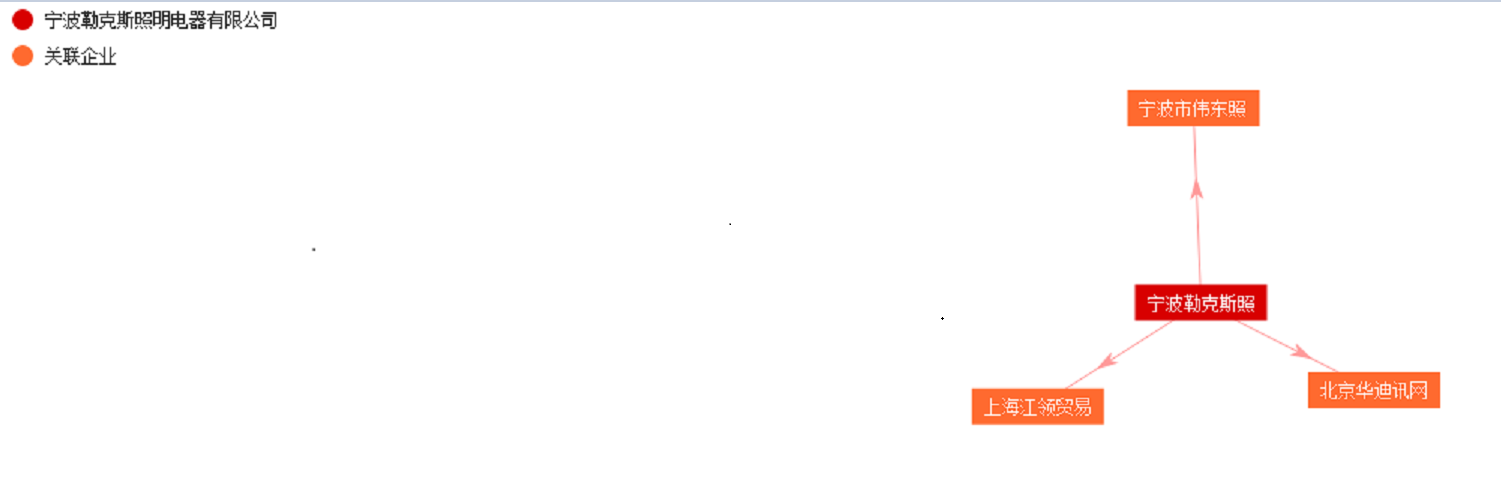 宁波勒克斯照明电器有限公司
关联企业
宁波市伟东照
宁波勒克斯照
北京华迪讯网
上海江领贸易